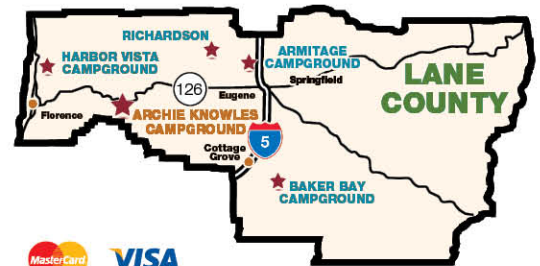 RICHARDSON
HARBOR VISTA
CAMPGROUND
ARMITAGE
CAMPGROUND
Springfield
LANE
COUNTY
126
Eugene
Florence
ARCHIE KNOWLES
CAMPGROUND
5
Cottage
Grove
BAKER BAY
CAMPGROUND
MasterCard
VISA